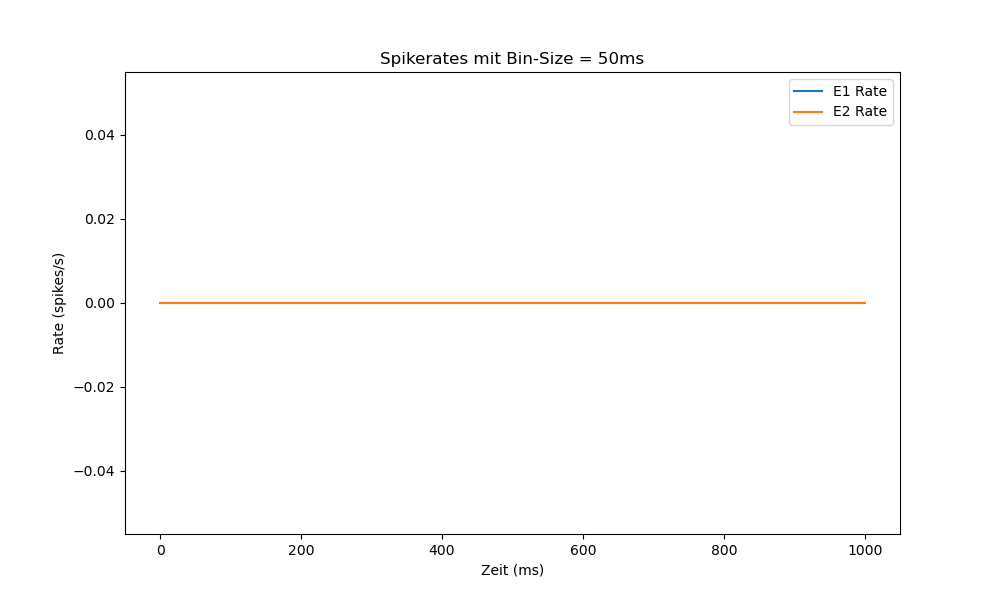 Spikerates mit Bin-Size = 50ms
E1 Rate
E2 Rate
0.04
0.02
0.00
−0.02
−0.04
Rate (spikes/s)
0 200 400 600 800 1000
Zeit (ms)